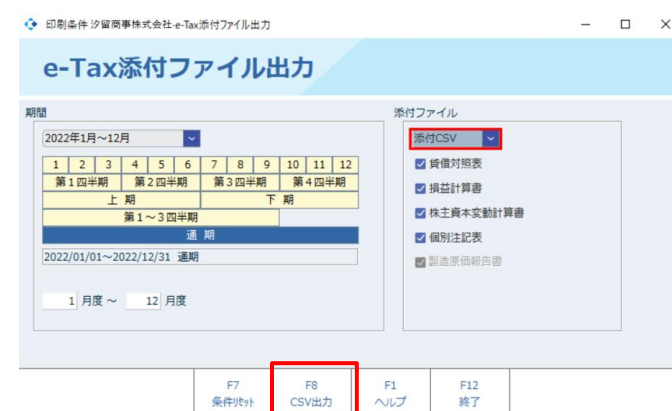 印刷条件 汐留商事株式会社-e-Tax添付ファイル出力
e-Tax添付ファイル出力
期間
2022年1月～12月
1 2 3 4 5 6 7 8 9 10 11 12
第1四半期 第2四半期 第3四半期 第4四半期
上 期 下 期
第1～3四半期
通 期
2022/01/01～2022/12/31 通期
1 月度 ～ 12 月度
添付ファイル
添付CSV
貸借対照表
損益計算書
株主資本変動計算書
個別注記表
製造原価報告書
F7 F8 F1 F12
条件リセット CSV出力 ヘルプ 終了